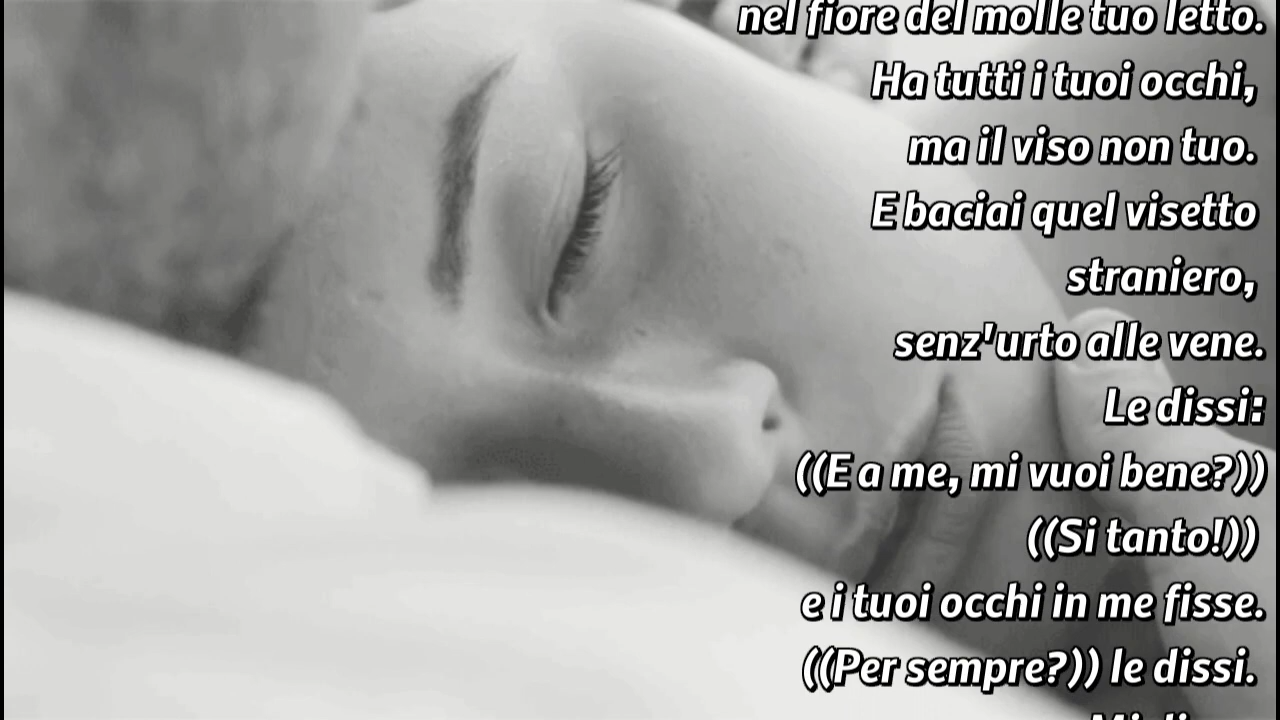 nel fiore del molle tuo letto.
Ha tutti i tuoi occhi,
ma il viso non tuo.
E baciai quel visetto
straniero,
senz'urto alle vene.
Le dissi:
((E a me, mi vuoi bene?))
((Si tanto!))
e i tuoi occhi in me fisse.
((Per sempre?)) le dissi.